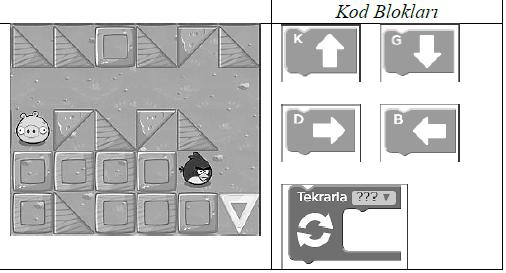 Kod Blokları
K G
D B
Tekrarla ???